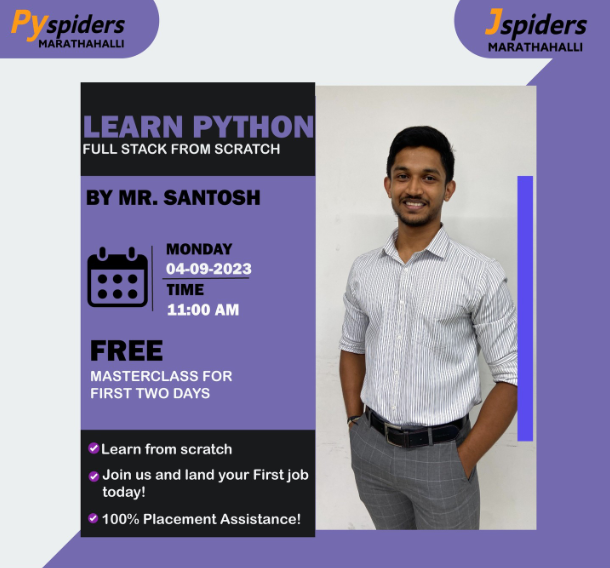 Pyspiders
MARATHAHALLI
Jspiders
MARATHAHALLI
LEARN PYTHON
FULL STACK FROM SCRATCH
BY MR. SANTOSH
MONDAY
04-09-2023
TIME
11:00 AM
FREE
MASTERCLASS FOR
FIRST TWO DAYS
Learn from scratch
Join us and land your First job
today!
100% Placement Assistance!